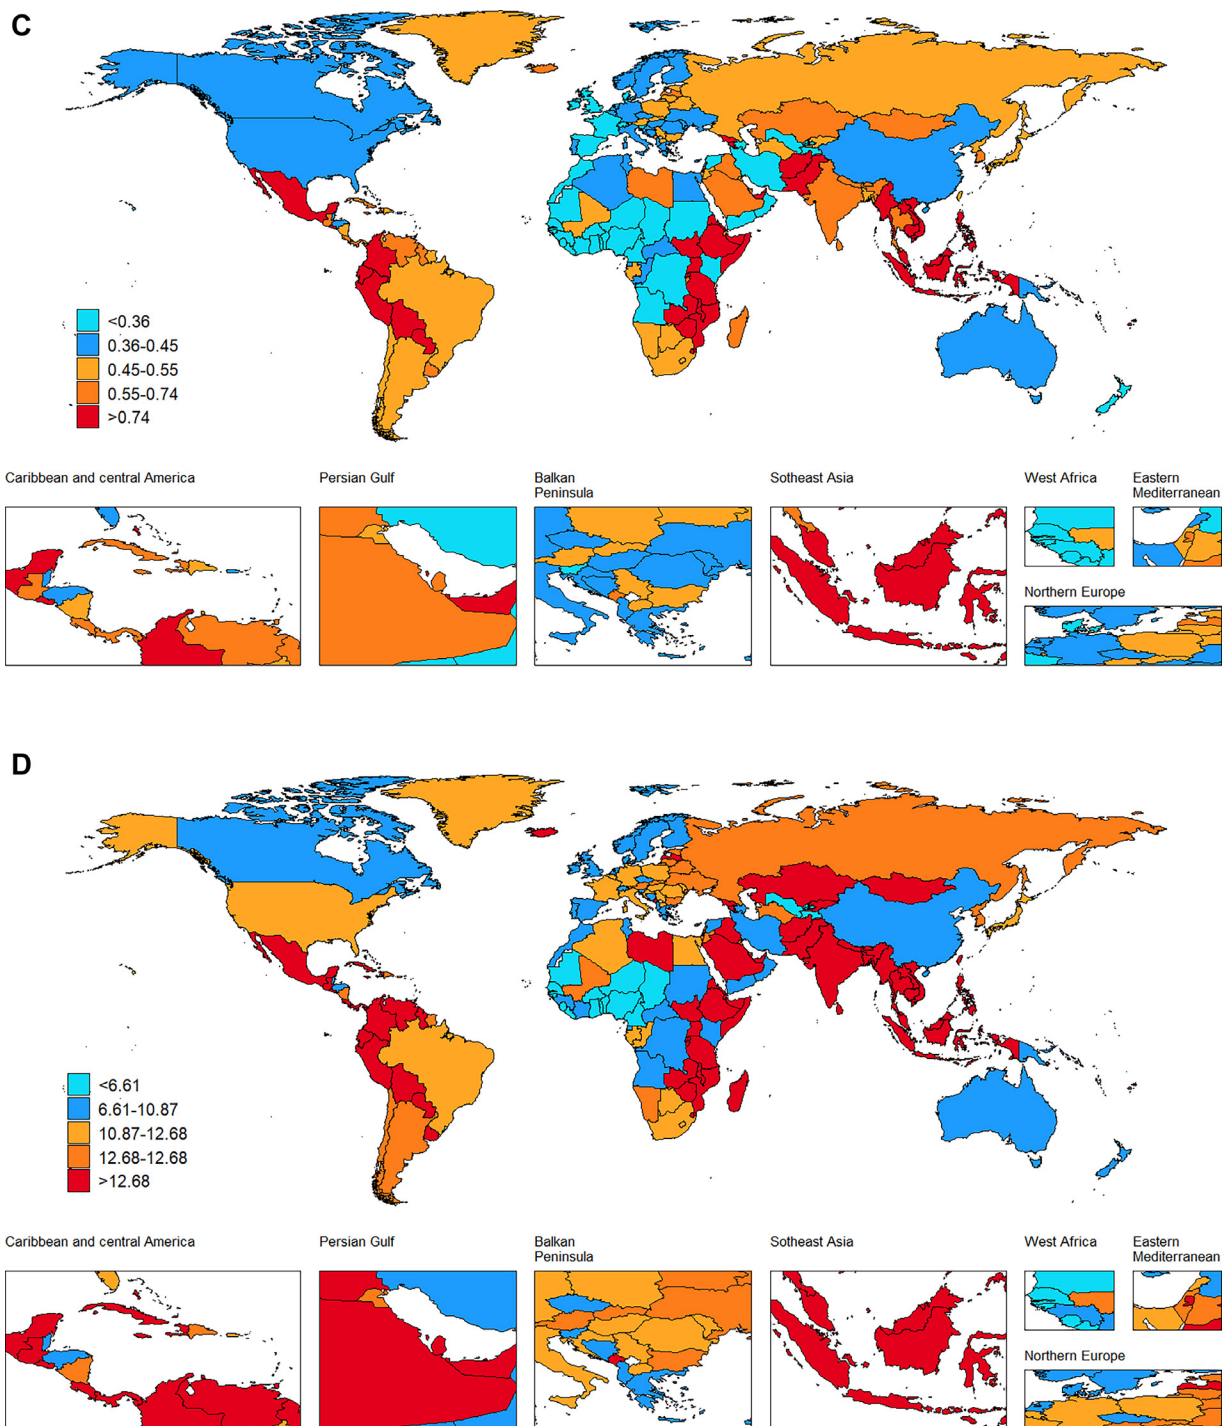 C
<0.36
0.36-0.45
0.45-0.55
0.55-0.74
>0.74
Caribbean and central America
Persian Gulf
Balkan
Peninsula
Sotheast Asia
West Africa
Eastern
Mediterranean
Northern Europe
D
<6.61
6.61-10.87
10.87-12.68
12.68-12.68
>12.68
Caribbean and central America
Persian Gulf
Balkan
Peninsula
Sotheast Asia
West Africa
Eastern
Mediterranean
Northern Europe